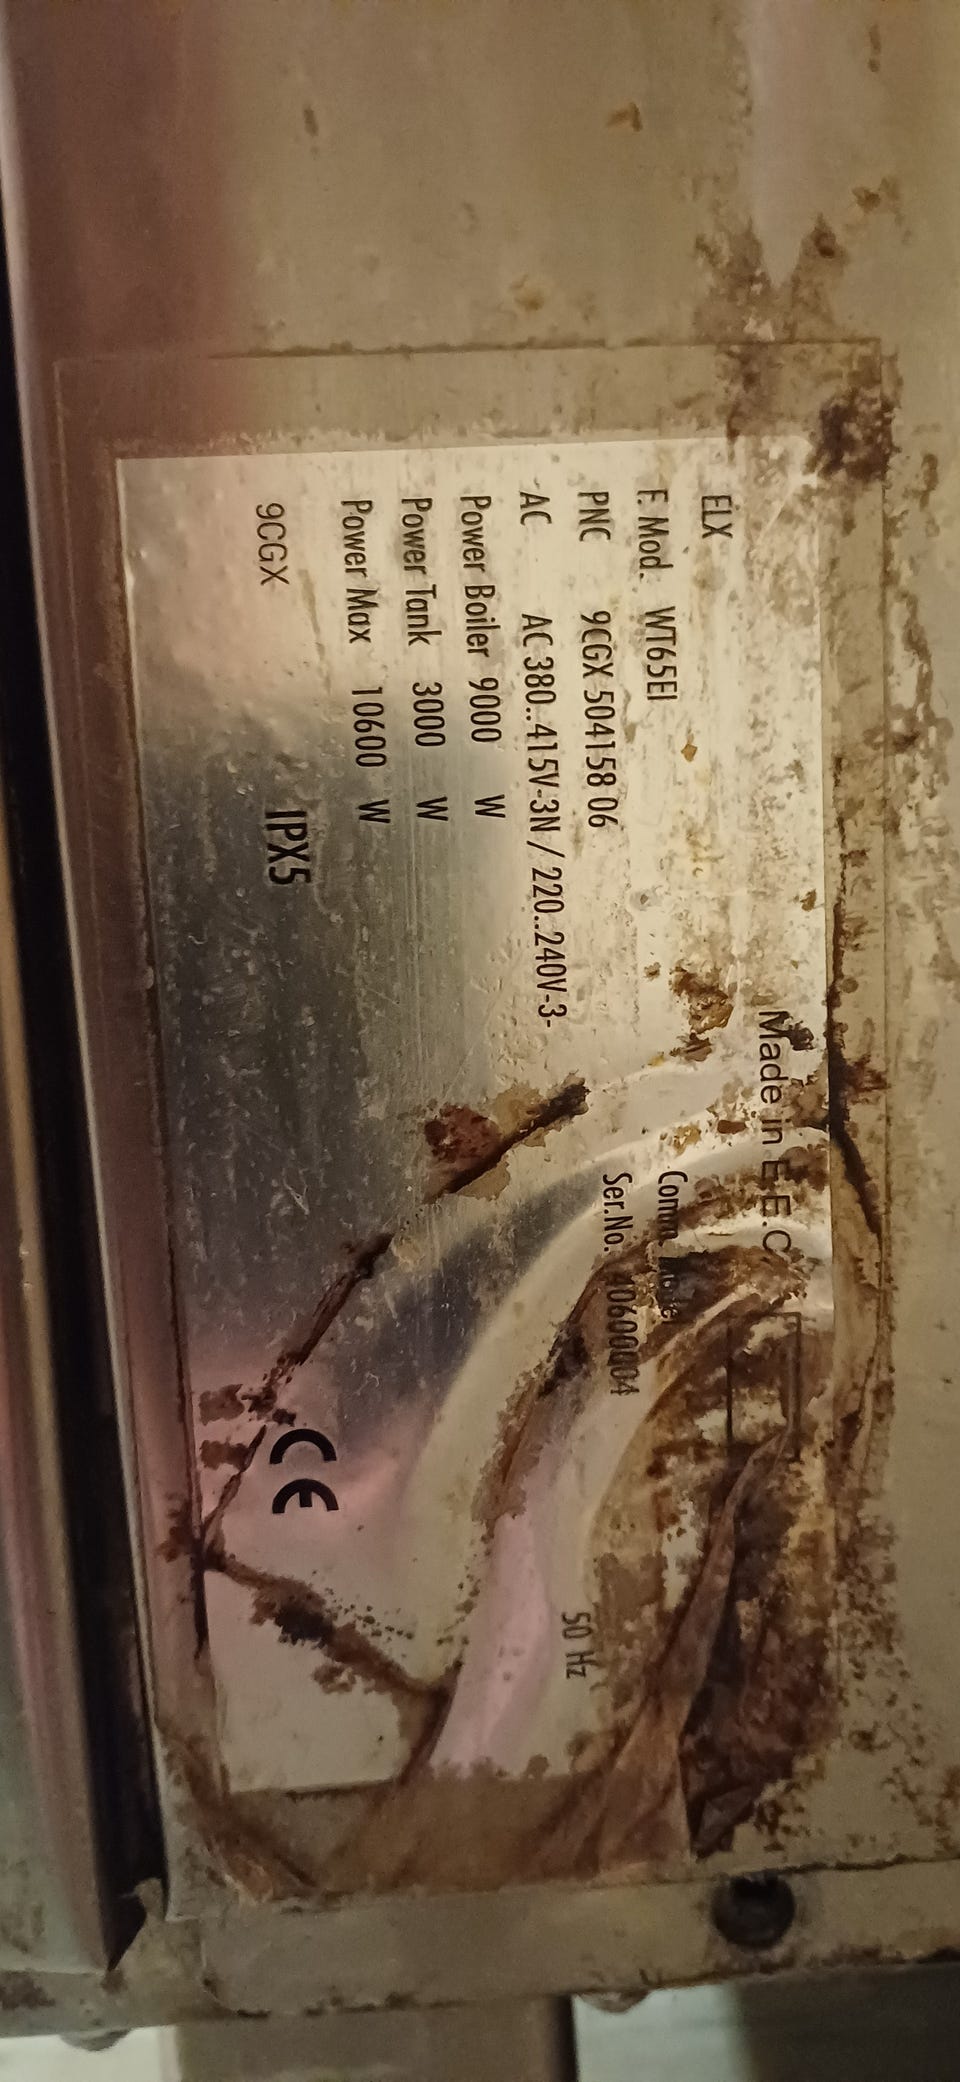 Made in E.E.C.
ELX
F. Mod. WT65EI
Comm.
PNC 9CGX 504158 06
Ser.No.
AC AC 380..415V-3N / 220..240V-3-
50 Hz
Power Boiler 9000 W
Power Tank 3000 W
Power Max 10600 W
9CGX IPX5 CE